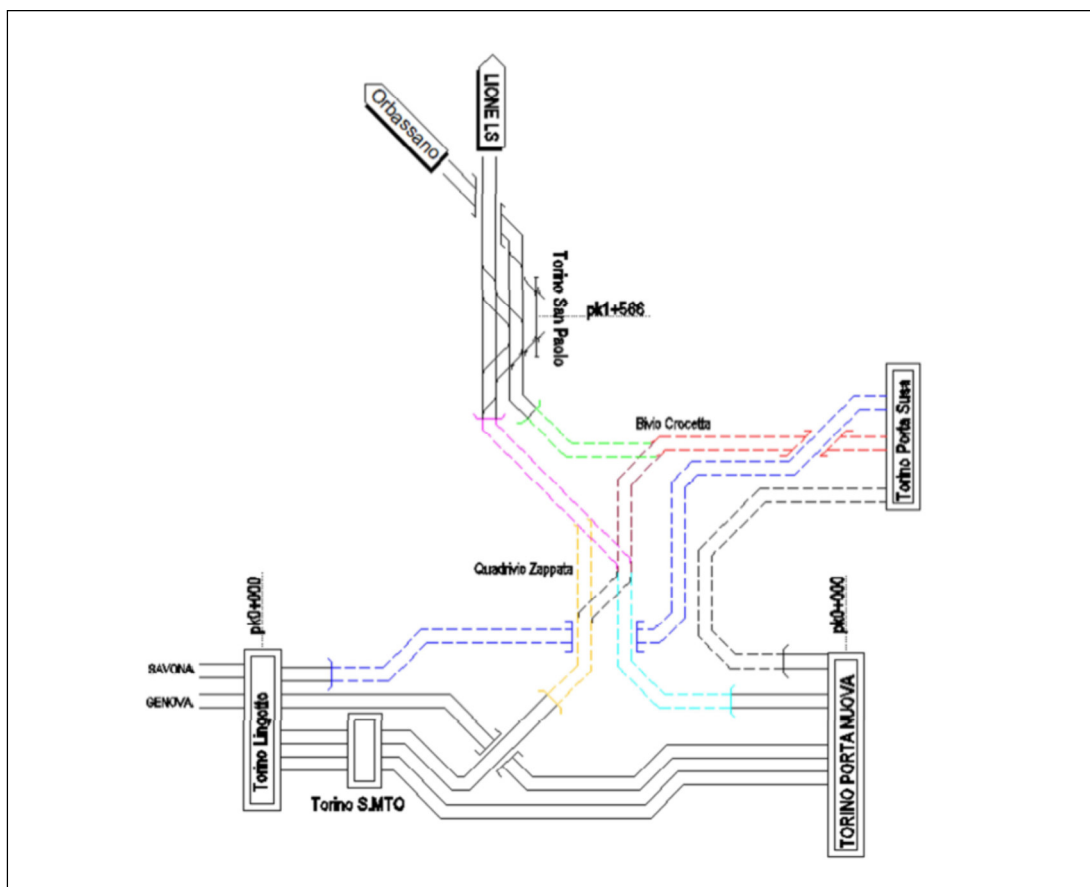 LIONE LS
Orbassano
Torino San Paolo
pk1+566
Bivio Crocetta
Torino Porta Susa
Quadrivio Zappata
pk0+000
pk0+000
SAVONA.
GENOVA.
Torino Lingotto
Torino S.MTO
TORINO PORTA NUOVA